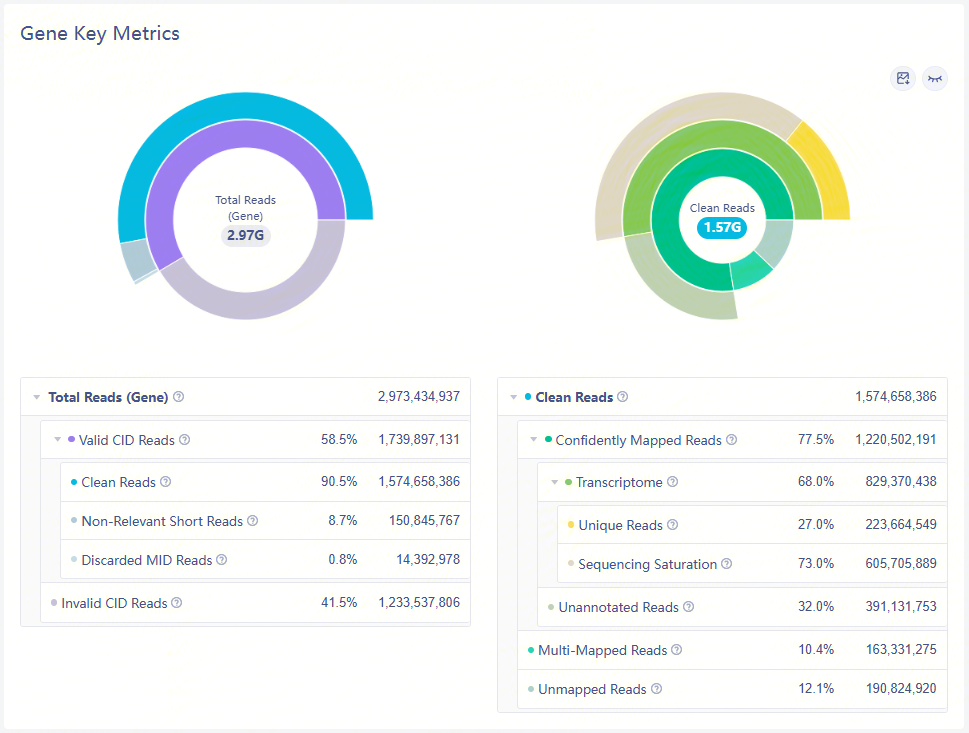 Gene Key Metrics
Total Reads
(Gene)
2.97G
Clean Reads
1.57G
Total Reads (Gene) 2,973,434,937
Valid CID Reads 58.5% 1,739,897,131
Clean Reads 90.5% 1,574,658,386
Non-Relevant Short Reads 8.7% 150,845,767
Discarded MID Reads 0.8% 14,392,978
Invalid CID Reads 41.5% 1,233,537,806
Clean Reads 1,574,658,386
Confidently Mapped Reads 77.5% 1,220,502,191
Transcriptome 68.0% 829,370,438
Unique Reads 27.0% 223,664,549
Sequencing Saturation 73.0% 605,705,889
Unannotated Reads 32.0% 391,131,753
Multi-Mapped Reads 10.4% 163,331,275
Unmapped Reads 12.1% 190,824,920